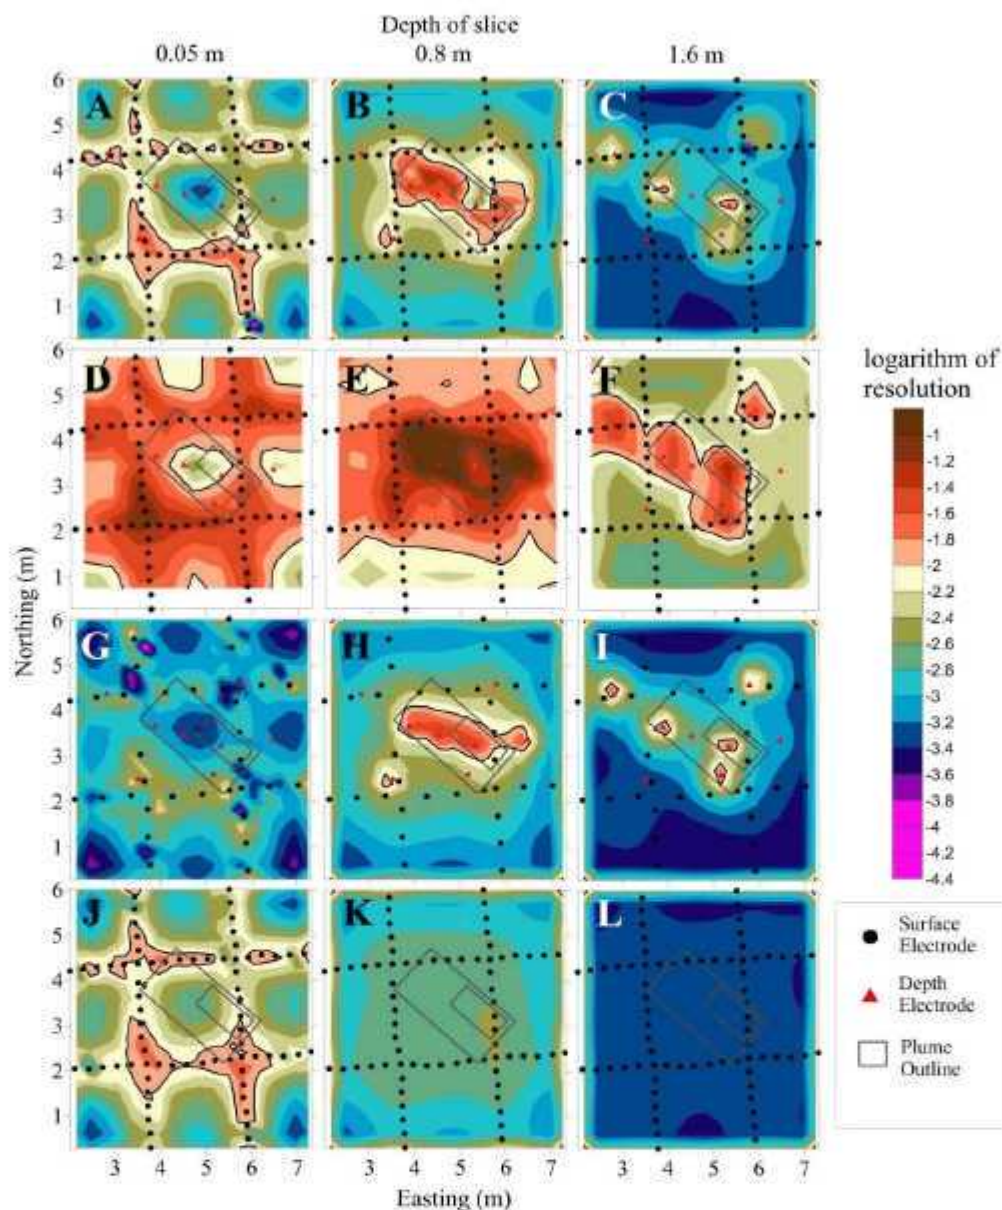 Depth of slice
0.05 m 0.8 m 1.6 m
6 A B C
5
4
3
2
1
6 D E F
5
4
3
2
1
6 G H I
5
4
3
2
1
6 J K L
5
4
3
2
1
3 4 5 6 7 3 4 5 6 7 3 4 5 6 7
Northing (m)
Easting (m)
logarithm of
resolution
-1
-1.2
-1.4
-1.6
-1.8
-2
-2.2
-2.4
-2.6
-2.8
-3
-3.2
-3.4
-3.6
-3.8
-4
-4.2
-4.4
Surface
Electrode
Depth
Electrode
Plume
Outline